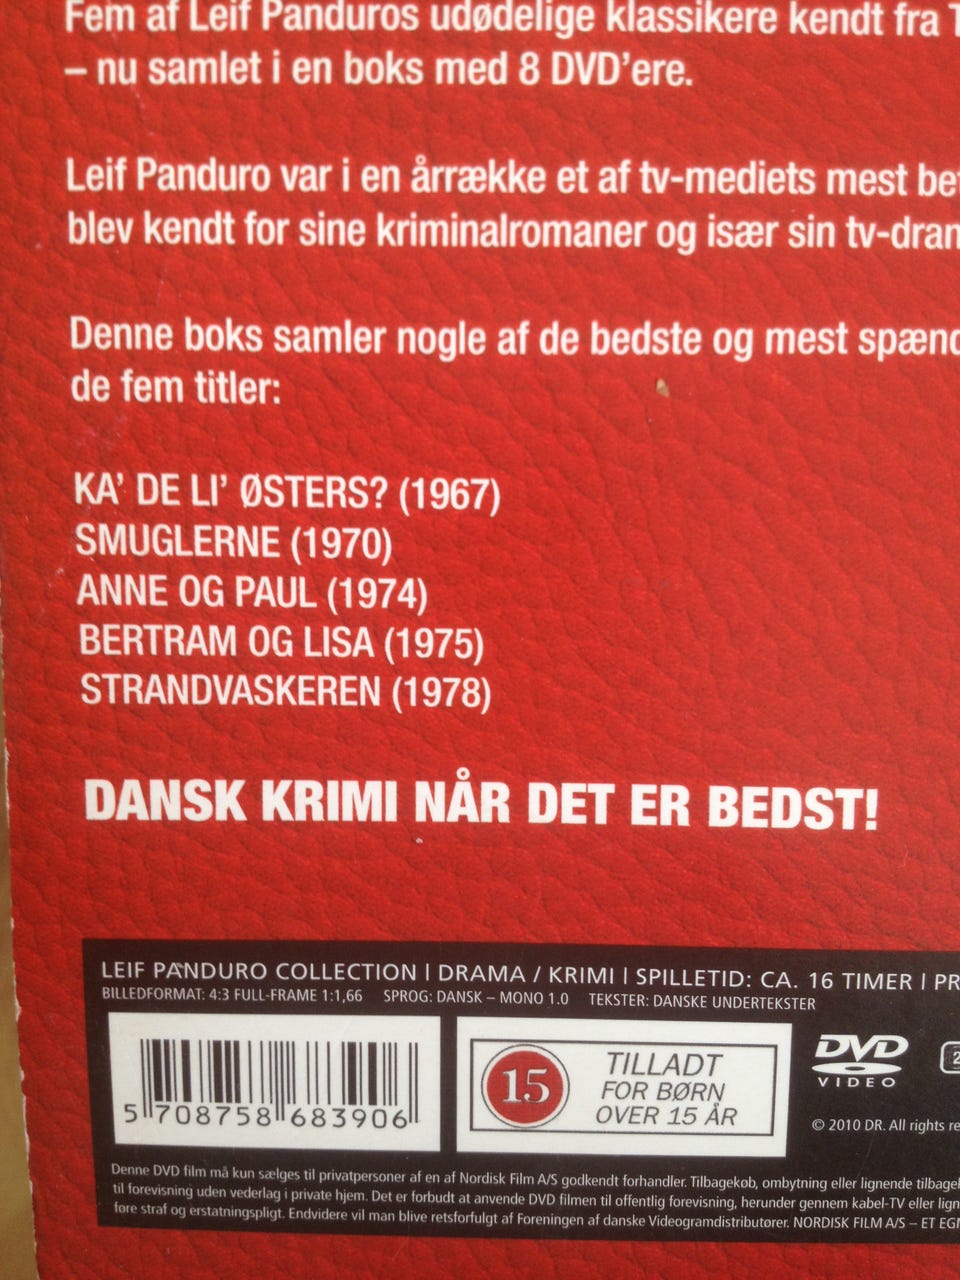 Fem af Leif Panduros udødelige klassikere kendt fra
– nu samlet i en boks med 8 DVD'ere.
Leif Panduro var i en årrække et af tv-mediets mest
blev kendt for sine kriminalromaner og især sin
Denne boks samler nogle af de bedste og mest
de fem titler:
KA' DE LI' ØSTERS? (1967)
SMUGLERNE (1970)
ANNE OG PAUL (1974)
BERTRAM OG LISA (1975)
STRANDVASKEREN (1978)
DANSK KRIMI NÅR DET ER BEDST!
LEIF PANDURO COLLECTION | DRAMA / KRIMI | SPILLETID: CA. 16 TIMER |
BILLEDFORMAT: 4:3 FULL-FRAME 1:1,66 SPROG: DANSK – MONO 1.0 TEKSTER: DANSKE UNDERTEKSTER
5 708758 683906
15
TILLADT
FOR BØRN
OVER 15 ÅR
DVD
VIDEO
2
© 2010 DR. All rights
Denne DVD film må kun sælges til privatpersoner af en af Nordisk Film A/S godkendt forhandler. Tilbagekøb, ombytning eller lignende
til forevisning uden vederlag i private hjem. Det er forbudt at anvende DVD filmen til offentlig forevisning, herunder gennem kabel-TV eller
føre straf og erstatningspligt. Endvidere vil man blive retsforfulgt af Foreningen af danske Videogramdistributører. NORDISK FILM A/S – ET